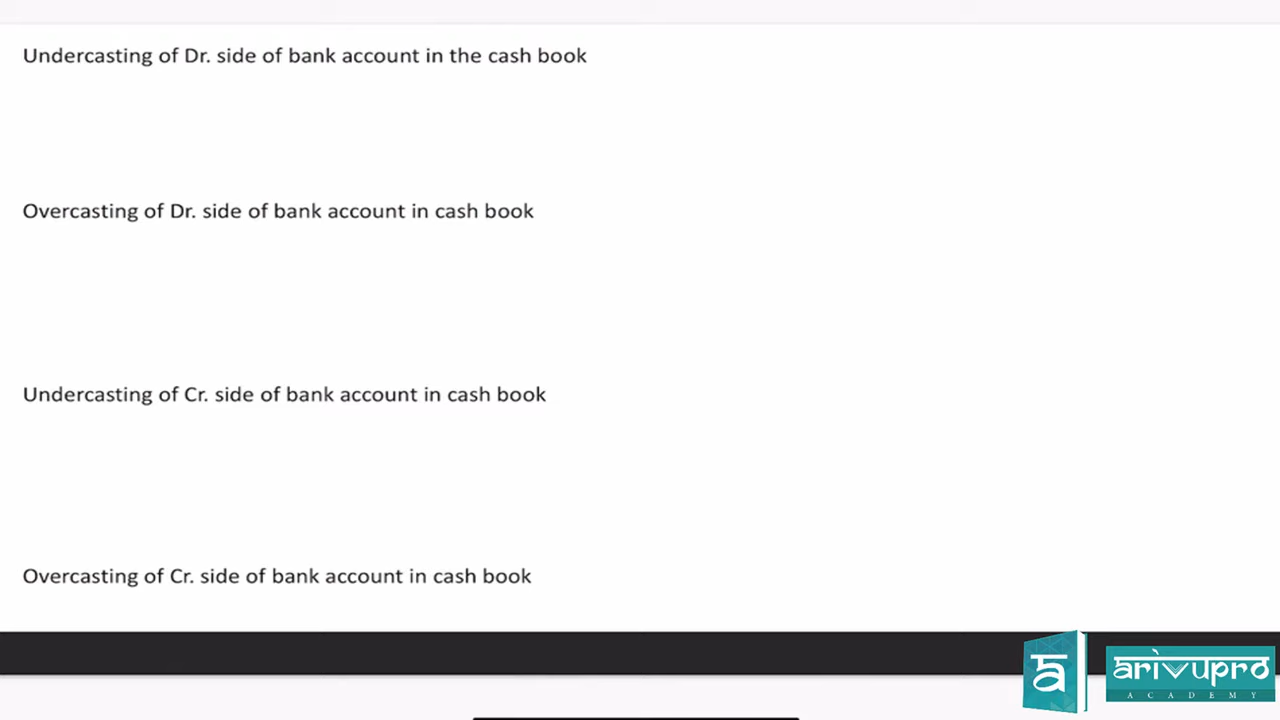 Undercasting of Dr. side of bank account in the cash book
Overcasting of Dr. side of bank account in cash book
Undercasting of Cr. side of bank account in cash book
Overcasting of Cr. side of bank account in cash book
arivupro
ACADEMY